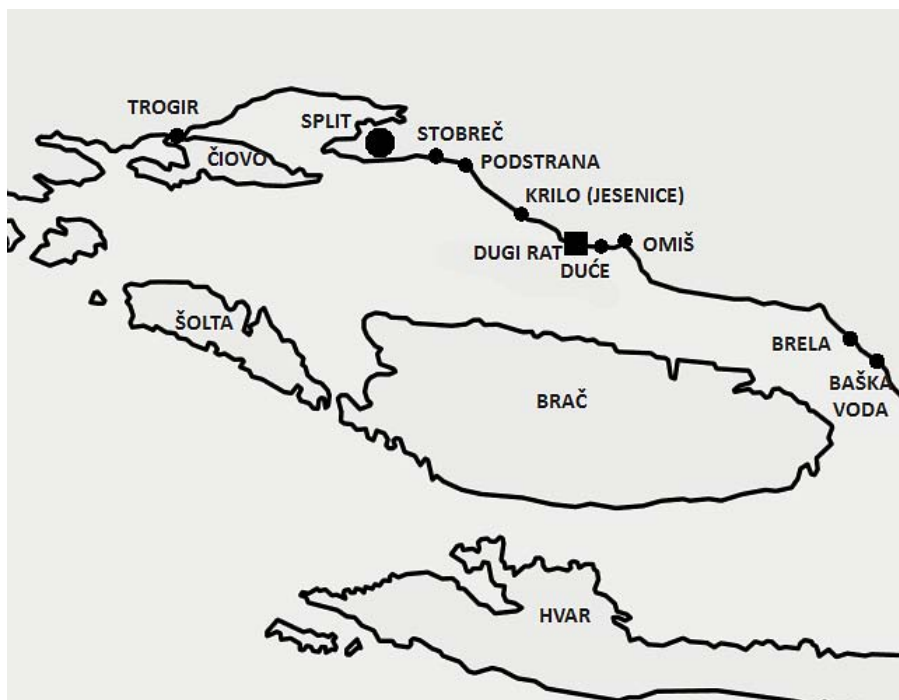 TROGIR
SPLIT
STOBREČ
ČIOVO
PODSTRANA
KRILO (JESENICE)
DUGI RAT
OMIŠ
DUĆE
ŠOLTA
BRELA
BAŠKA
VODA
BRAČ
HVAR